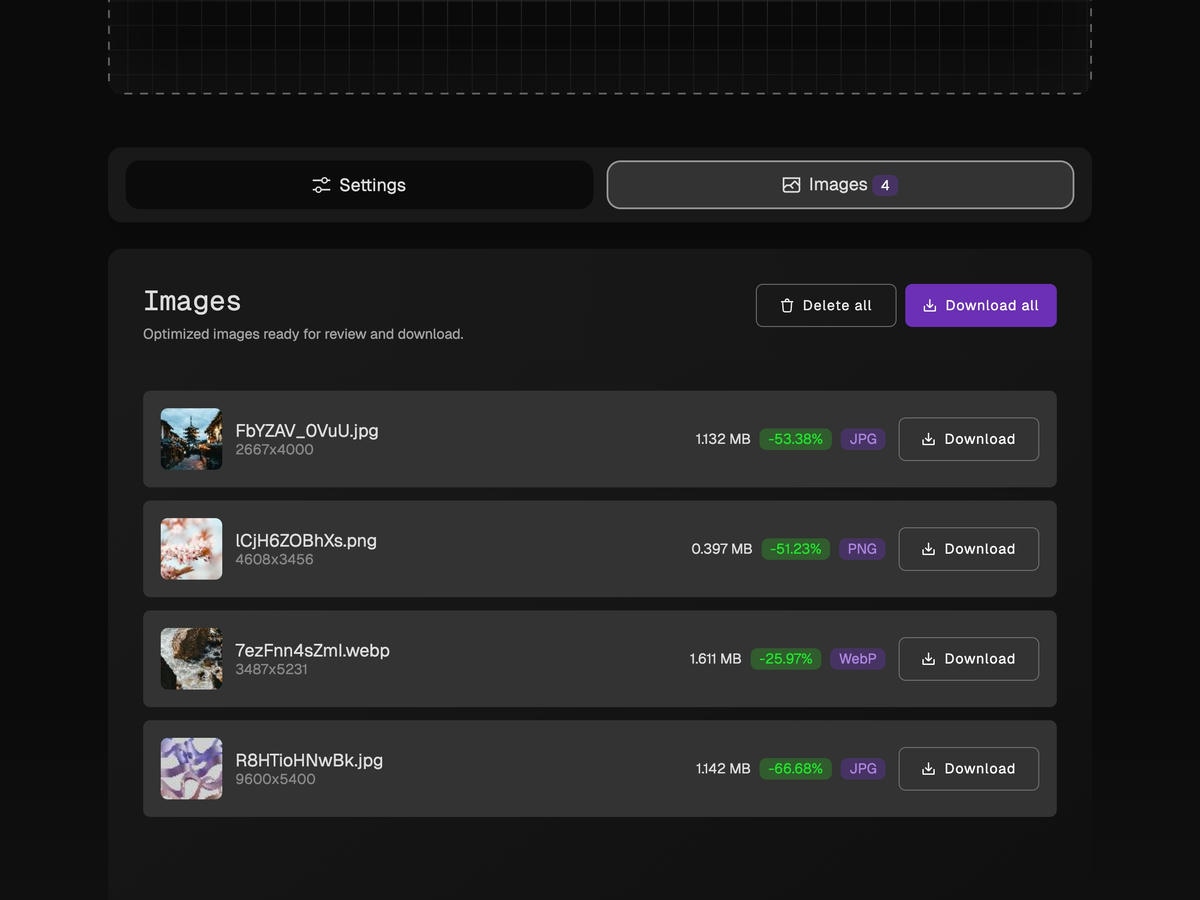 Settings
Images 4
Images
Delete all
Download all
Optimized images ready for review and download.
FbYZAV_0VuU.jpg
2667x4000
1.132 MB -53.38% JPG Download
lCjH6ZOBhXs.png
4608x3456
0.397 MB -51.23% PNG Download
7ezFnn4sZmI.webp
3487x5231
1.611 MB -25.97% WebP Download
R8HTioHNwBk.jpg
9600x5400
1.142 MB -66.68% JPG Download